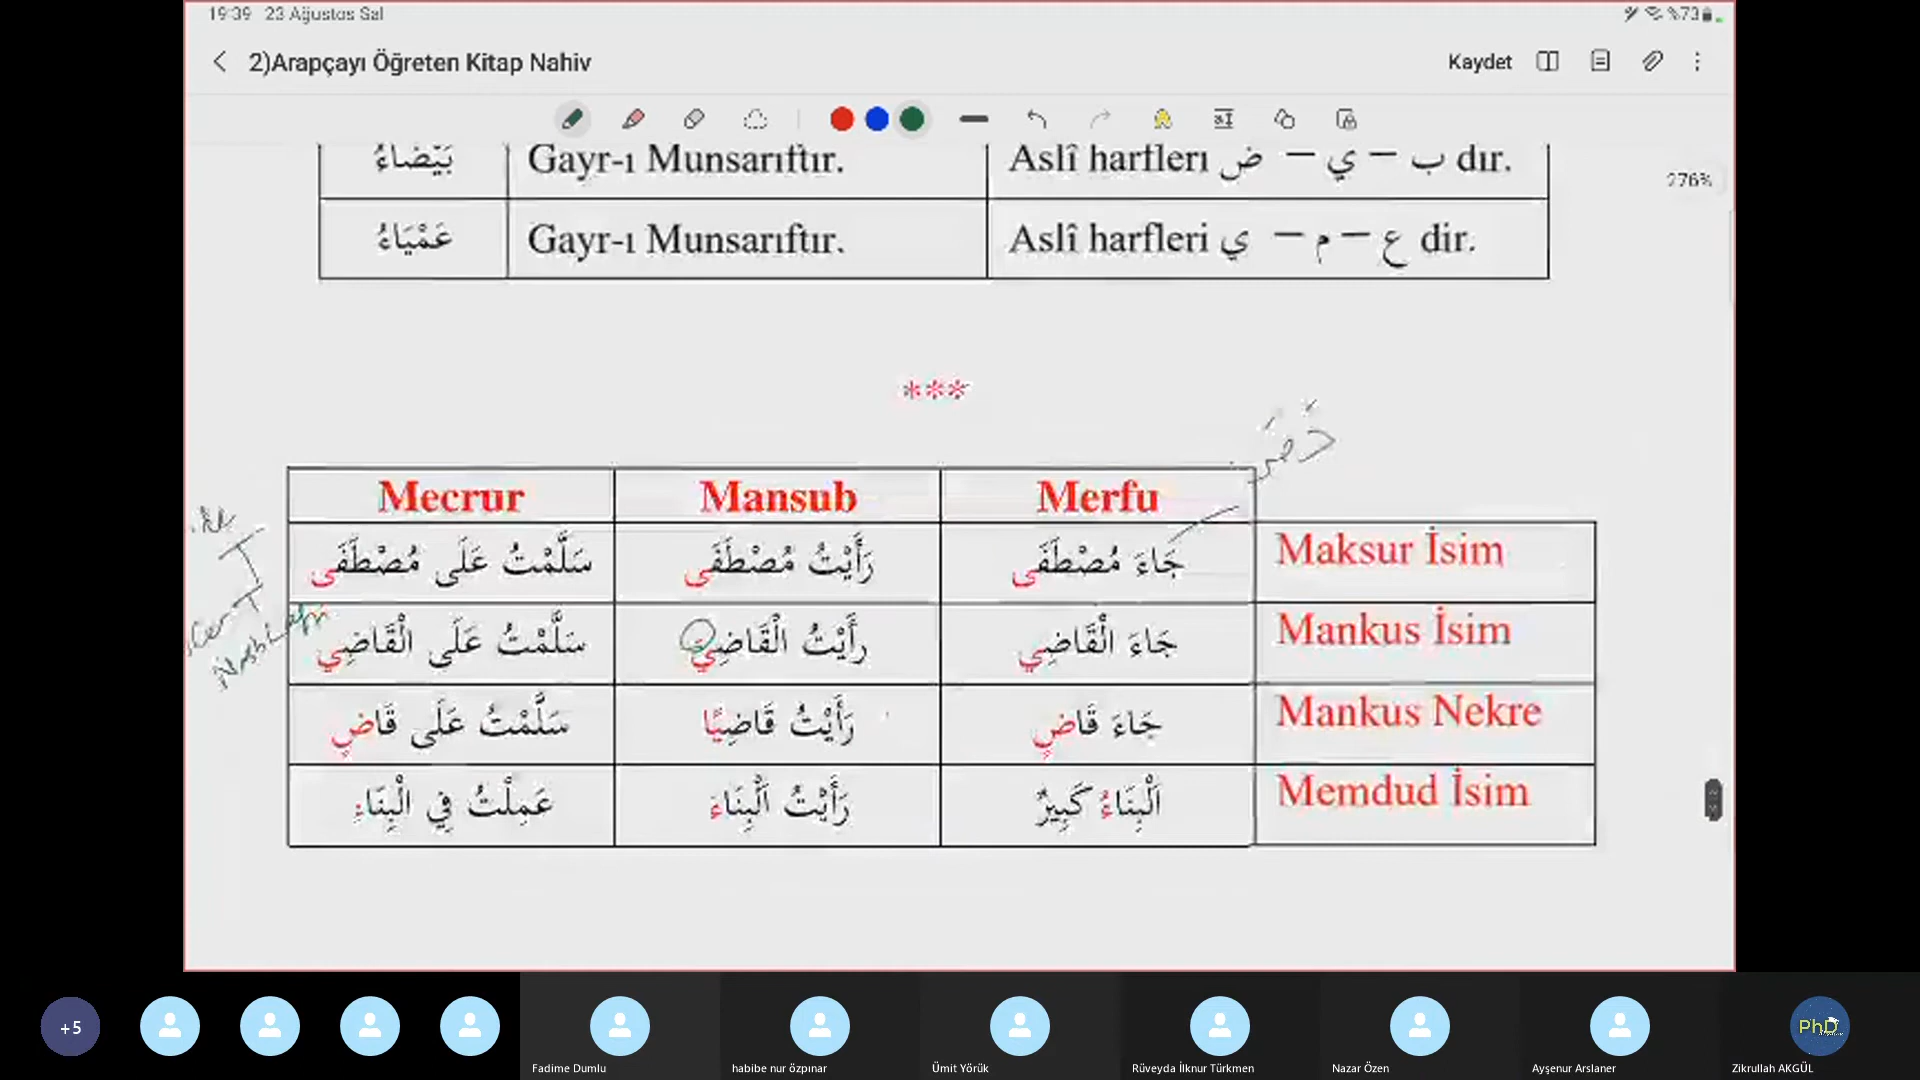 19:39 23 Ağustos Sal
%73
2)Arapçayı Öğreten Kitap Nahiv
Kaydet
276%
بَيْضَاءُ Gayr-ı Munsarıftır. Aslî harfleri ب – ي – ض dır.
عَمْيَاءُ Gayr-ı Munsarıftır. Aslî harfleri ع – م – ي dir.
***
Mecrur Mansub Merfu
سَلَّمْتُ عَلَى مُصْطَفَى رَأَيْتُ مُصْطَفَى جَاءَ مُصْطَفَى Maksur İsim
سَلَّمْتُ عَلَى الْقَاضِي رأَيْتُ الْقَاضِيَ جَاءَ الْقَاضِي Mankus İsim
سَلَّمْتُ عَلَى قَاضٍ رَأَيْتُ قَاضِيًا جَاءَ قَاضٍ Mankus Nekre
عَمِلْتُ فِي الْبِنَاءِ رَأَيْتُ اَلْبِنَاءَ اَلْبِنَاءُ كَبِيرٌ Memdud İsim
+5
Fadime Dumlu
habibe nur özpınar
Ümit Yörük
Rüveyda İlknur Türkmen
Nazar Özen
Ayşenur Arslaner
PhD
Zikrullah AKGÜL